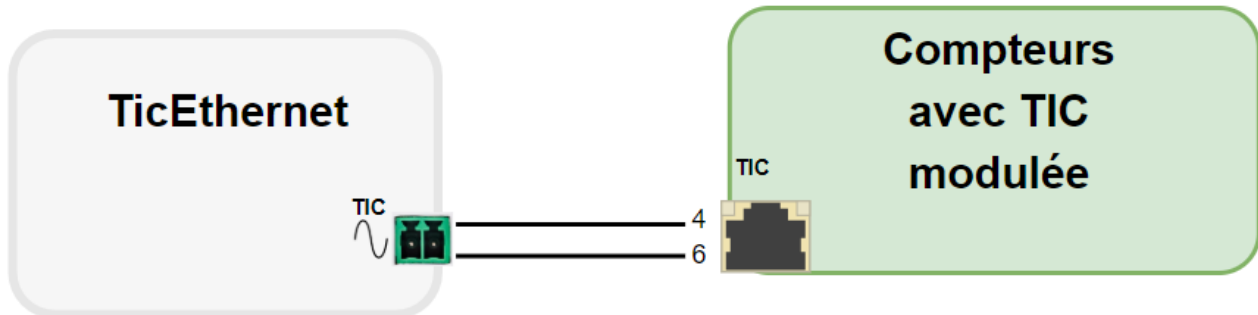 TicEthernet
TIC
4
6
Compteurs
avec TIC
modulée
TIC